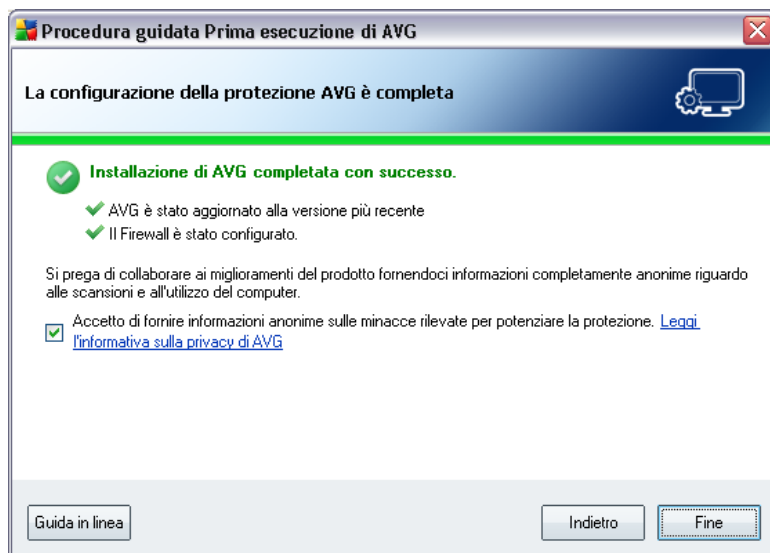 Procedura guidata Prima esecuzione di AVG
La configurazione della protezione AVG è completa
Installazione di AVG completata con successo.
AVG è stato aggiornato alla versione più recente
Il Firewall è stato configurato.
Si prega di collaborare ai miglioramenti del prodotto fornendoci informazioni completamente anonime riguardo
alle scansioni e all'utilizzo del computer.
Accetto di fornire informazioni anonime sulle minacce rilevate per potenziare la protezione. Leggi
l'informativa sulla privacy di AVG
Guida in linea
Indietro
Fine